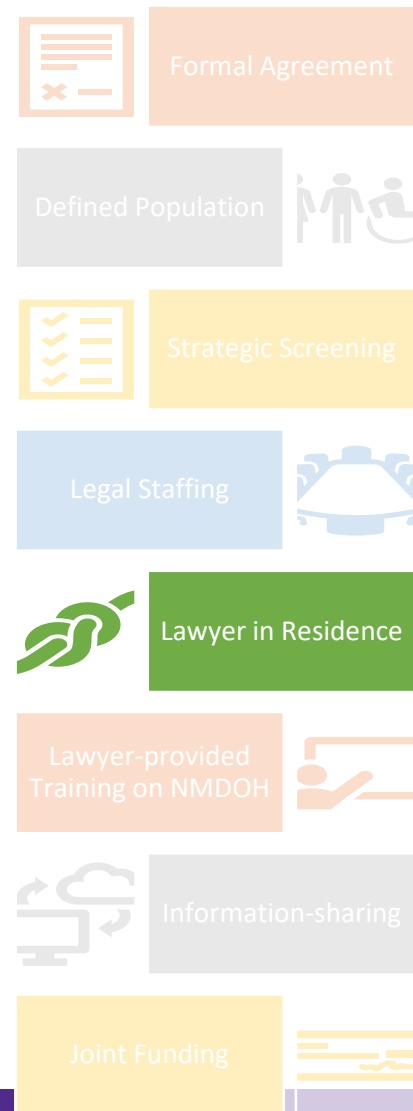 Formal Agreement
Defined Population
Strategic Screening
Legal Staffing
Lawyer in Residence
Lawyer-provided
Training on NMDOH
Information-sharing
Joint Funding